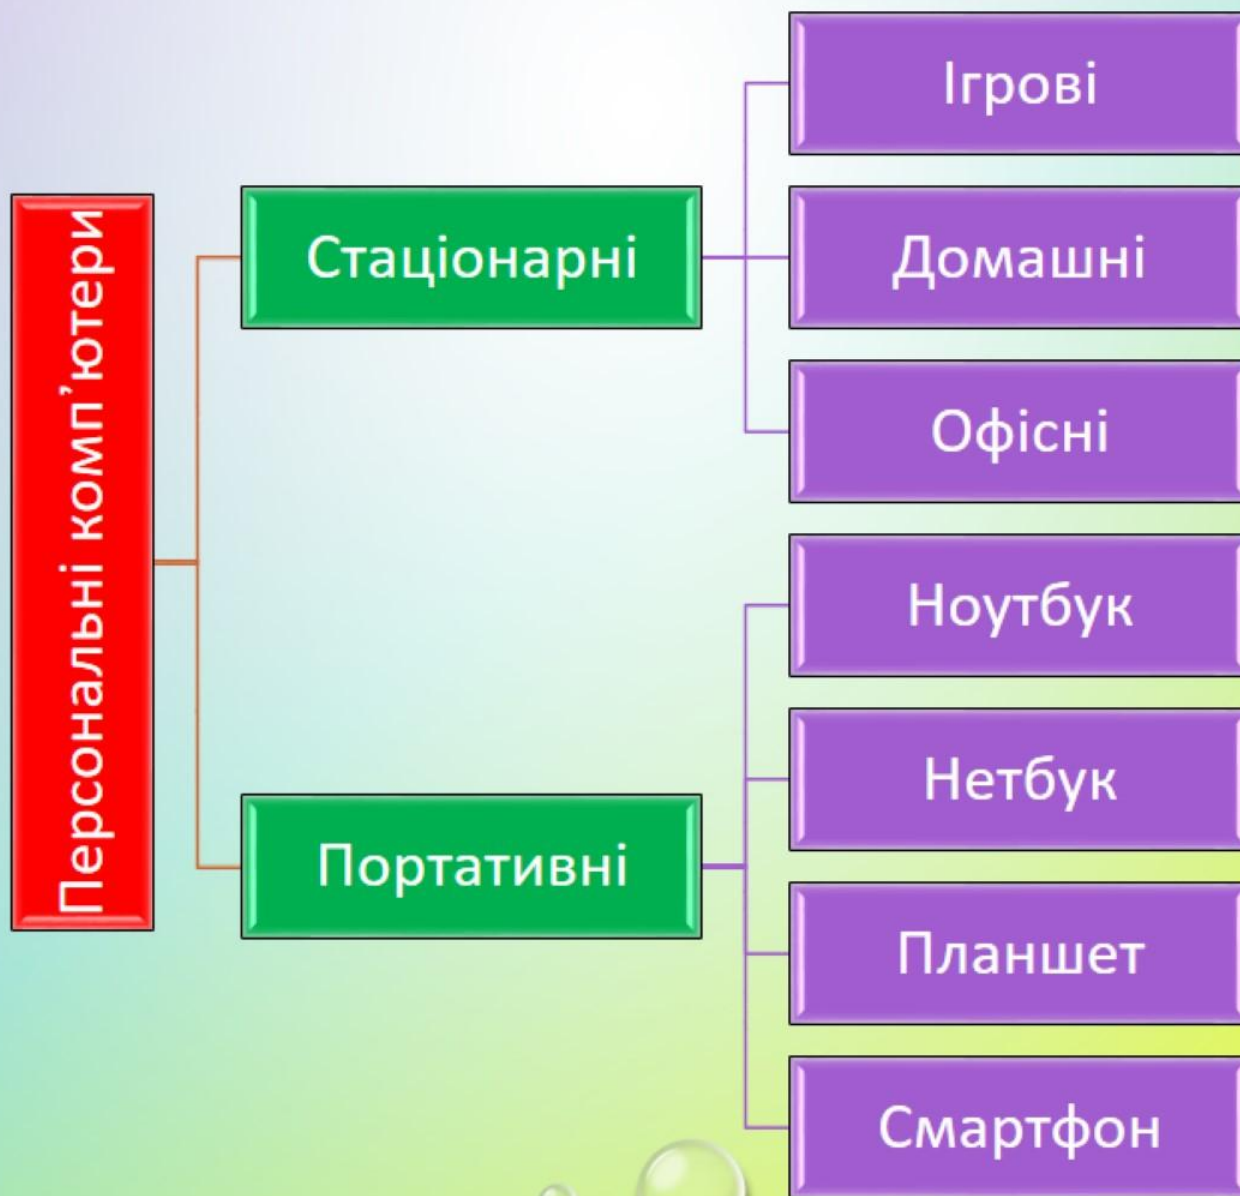 Персональні комп’ютери
Стаціонарні
Ігрові
Домашні
Офісні
Портативні
Ноутбук
Нетбук
Планшет
Смартфон